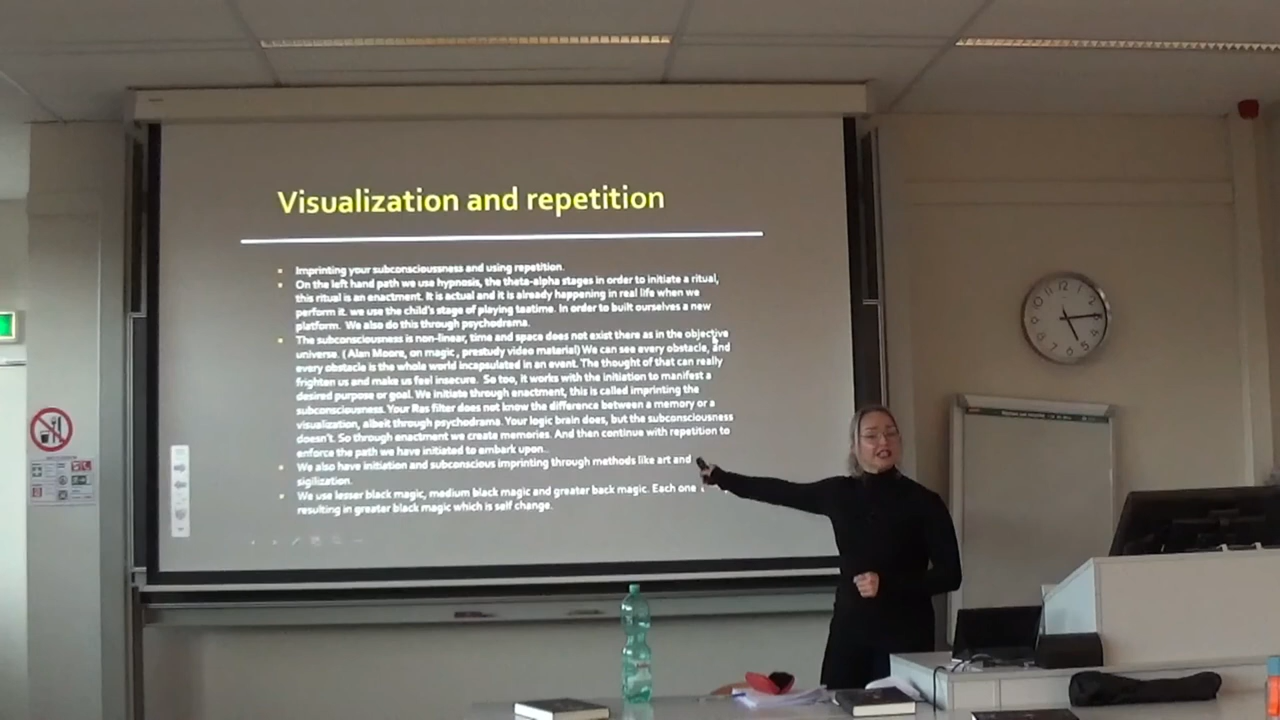 Visualization and repetition
Imprinting your subconsciousness and using repetition.
On the left hand path we use hypnosis, the theta-alpha stages in order to initiate a ritual,
this ritual is an enactment. It is actual and it is already happening in real life when we
perform it. we use the child's stage of playing teatime. In order to built ourselves a new
platform. We also do this through psychodrama.
The subconsciousness is non-linear, time and space does not exist there as in the objective
universe. ( Alan Moore, on magic , prestudy video material) We can see every obstacle, and
every obstacle is the whole world incapsulated in an event. The thought of that can really
frighten us and make us feel insecure. So too, it works with the initiation to manifest a
desired purpose or goal. We initiate through enactment, this is called imprinting the
subconsciousness. Your Ras filter does not know the difference between a memory or a
visualization, albeit through psychodrama. Your logic brain does, but the subconsciousness
doesn't. So through enactment we create memories. And then continue with repetition to
enforce the path we have initiated to embark upon..
We also have initiation and subconscious imprinting through methods like art and
sigilization.
We use lesser black magic, medium black magic and greater back magic. Each one
resulting in greater black magic which is self change.
12
1
2